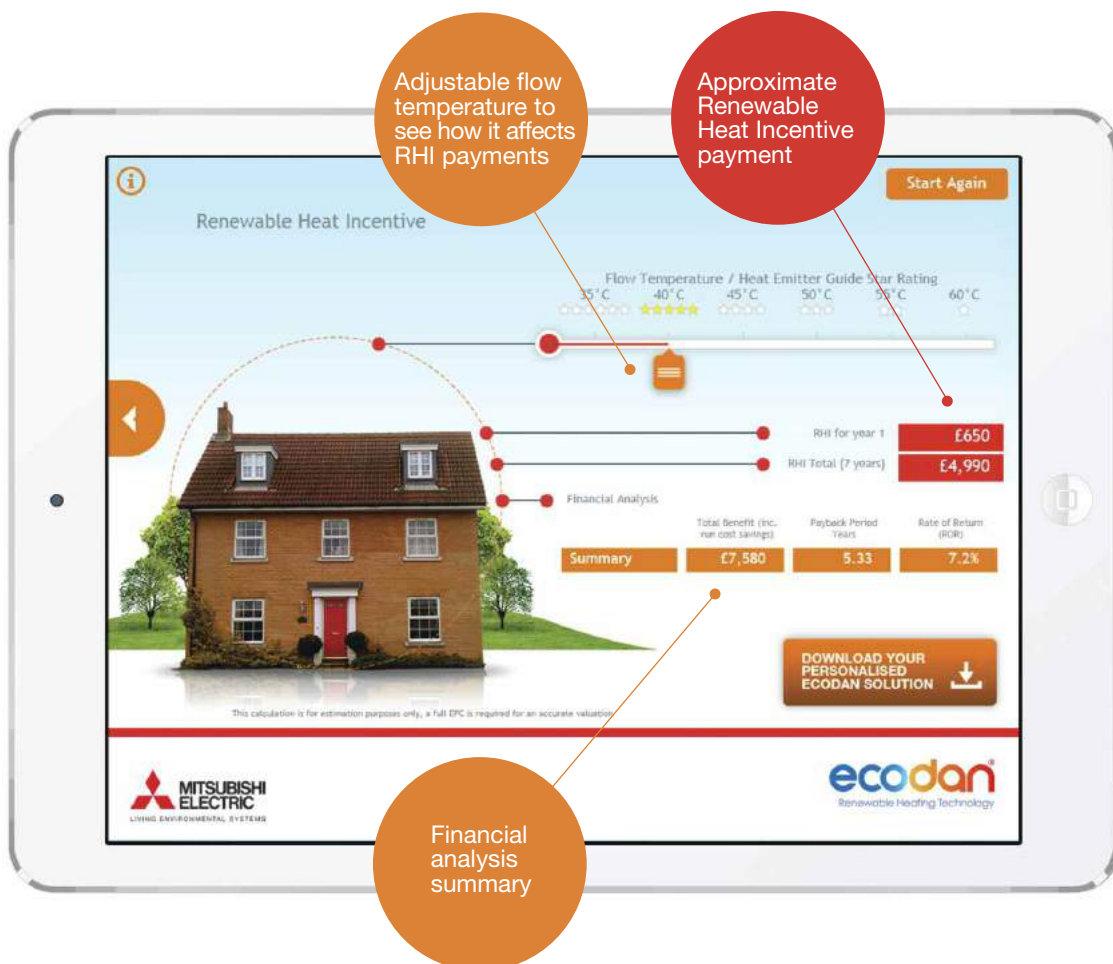 Adjustable flow
temperature to
see how it affects
RHI payments
Approximate
Renewable
Heat Incentive
payment
i
Start Again
Renewable Heat Incentive
Flow Temperature / Heat Emitter Guide Star Rating
35°C 40°C 45°C 50°C 55°C 60°C
RHI for year 1 £650
RHI Total (7 years) £4,990
Financial Analysis
Total Benefit (inc.
run cost savings)
Payback Period
Years
Rate of Return
(ROR)
Summary £7,580 5.33 7.2%
DOWNLOAD YOUR
PERSONALISED
ECODAN SOLUTION
This calculation is for estimation purposes only, a full EPC is required for an accurate valuation
MITSUBISHI
ELECTRIC
LIVING ENVIRONMENTAL SYSTEMS
ecodan
Renewable Heating Technology
Financial
analysis
summary